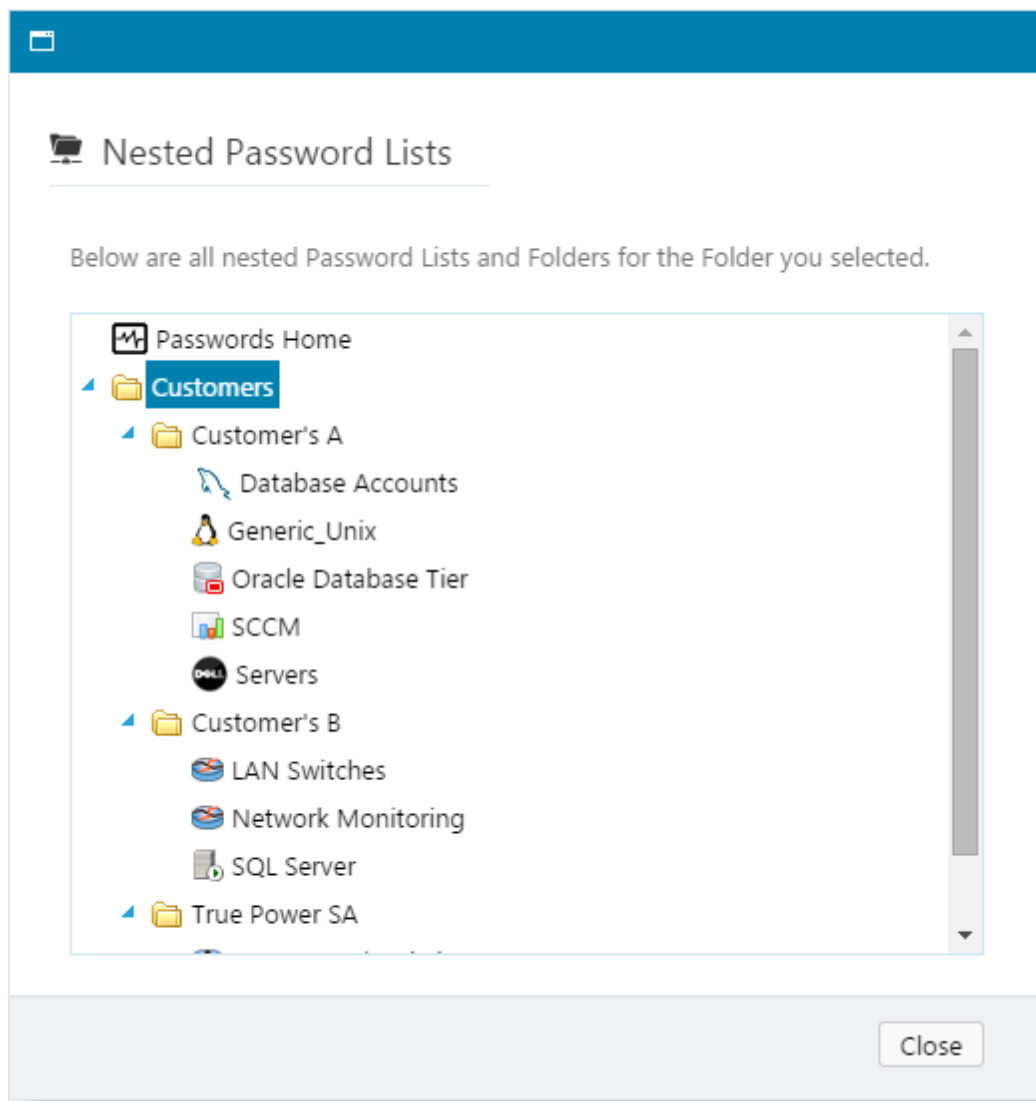 Nested Password Lists
Below are all nested Password Lists and Folders for the Folder you selected.
Passwords Home
Customers
Customer's A
Database Accounts
Generic_Unix
Oracle Database Tier
SCCM
DELL Servers
Customer's B
LAN Switches
Network Monitoring
SQL Server
True Power SA
Close